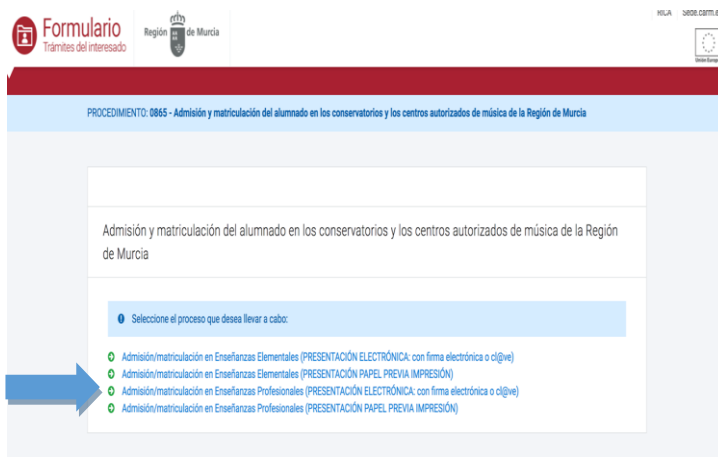 RICA Sede.carm.e
Formulario
Trámites del interesado
Región de Murcia
Unión Europe
PROCEDIMIENTO: 0865 - Admisión y matriculación del alumnado en los conservatorios y los centros autorizados de música de la Región de Murcia
Admisión y matriculación del alumnado en los conservatorios y los centros autorizados de música de la Región
de Murcia
Seleccione el proceso que desea llevar a cabo:
Admisión/matriculación en Enseñanzas Elementales (PRESENTACIÓN ELECTRÓNICA: con firma electrónica o cl@ve)
Admisión/matriculación en Enseñanzas Elementales (PRESENTACIÓN PAPEL PREVIA IMPRESIÓN)
Admisión/matriculación en Enseñanzas Profesionales (PRESENTACIÓN ELECTRÓNICA: con firma electrónica o cl@ve)
Admisión/matriculación en Enseñanzas Profesionales (PRESENTACIÓN PAPEL PREVIA IMPRESIÓN)